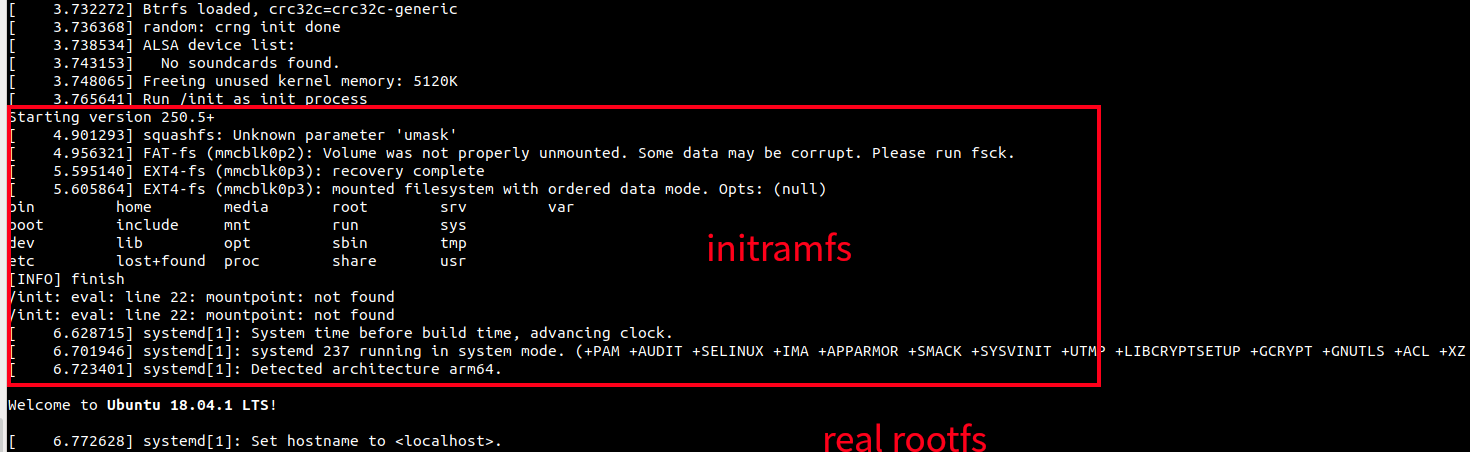 [    3.732272] Btrfs loaded, crc32c=crc32c-generic
[    3.736368] random: crng init done
[    3.738534] ALSA device list:
[    3.743153]   No soundcards found.
[    3.748065] Freeing unused kernel memory: 5120K
[    3.765641] Run /init as init process
Starting version 250.5+
[    4.901293] squashfs: Unknown parameter 'umask'
[    4.956321] FAT-fs (mmcblk0p2): Volume was not properly unmounted. Some data may be corrupt. Please run fsck.
[    5.595140] EXT4-fs (mmcblk0p3): recovery complete
[    5.605864] EXT4-fs (mmcblk0p3): mounted filesystem with ordered data mode. Opts: (null)
bin         home        media       root        srv         var
boot        include     mnt         run         sys
dev         lib         opt         sbin        tmp
etc         lost+found  proc        share       usr
initramfs
[INFO] finish
/init: eval: line 22: mountpoint: not found
/init: eval: line 22: mountpoint: not found
[    6.628715] systemd[1]: System time before build time, advancing clock.
[    6.701946] systemd[1]: systemd 237 running in system mode. (+PAM +AUDIT +SELINUX +IMA +APPARMOR +SMACK +SYSVINIT +UTMP +LIBCRYPTSETUP +GCRYPT +GNUTLS +ACL +XZ
[    6.723401] systemd[1]: Detected architecture arm64.
Welcome to Ubuntu 18.04.1 LTS!
[    6.772628] systemd[1]: Set hostname to <localhost>.
real rootfs